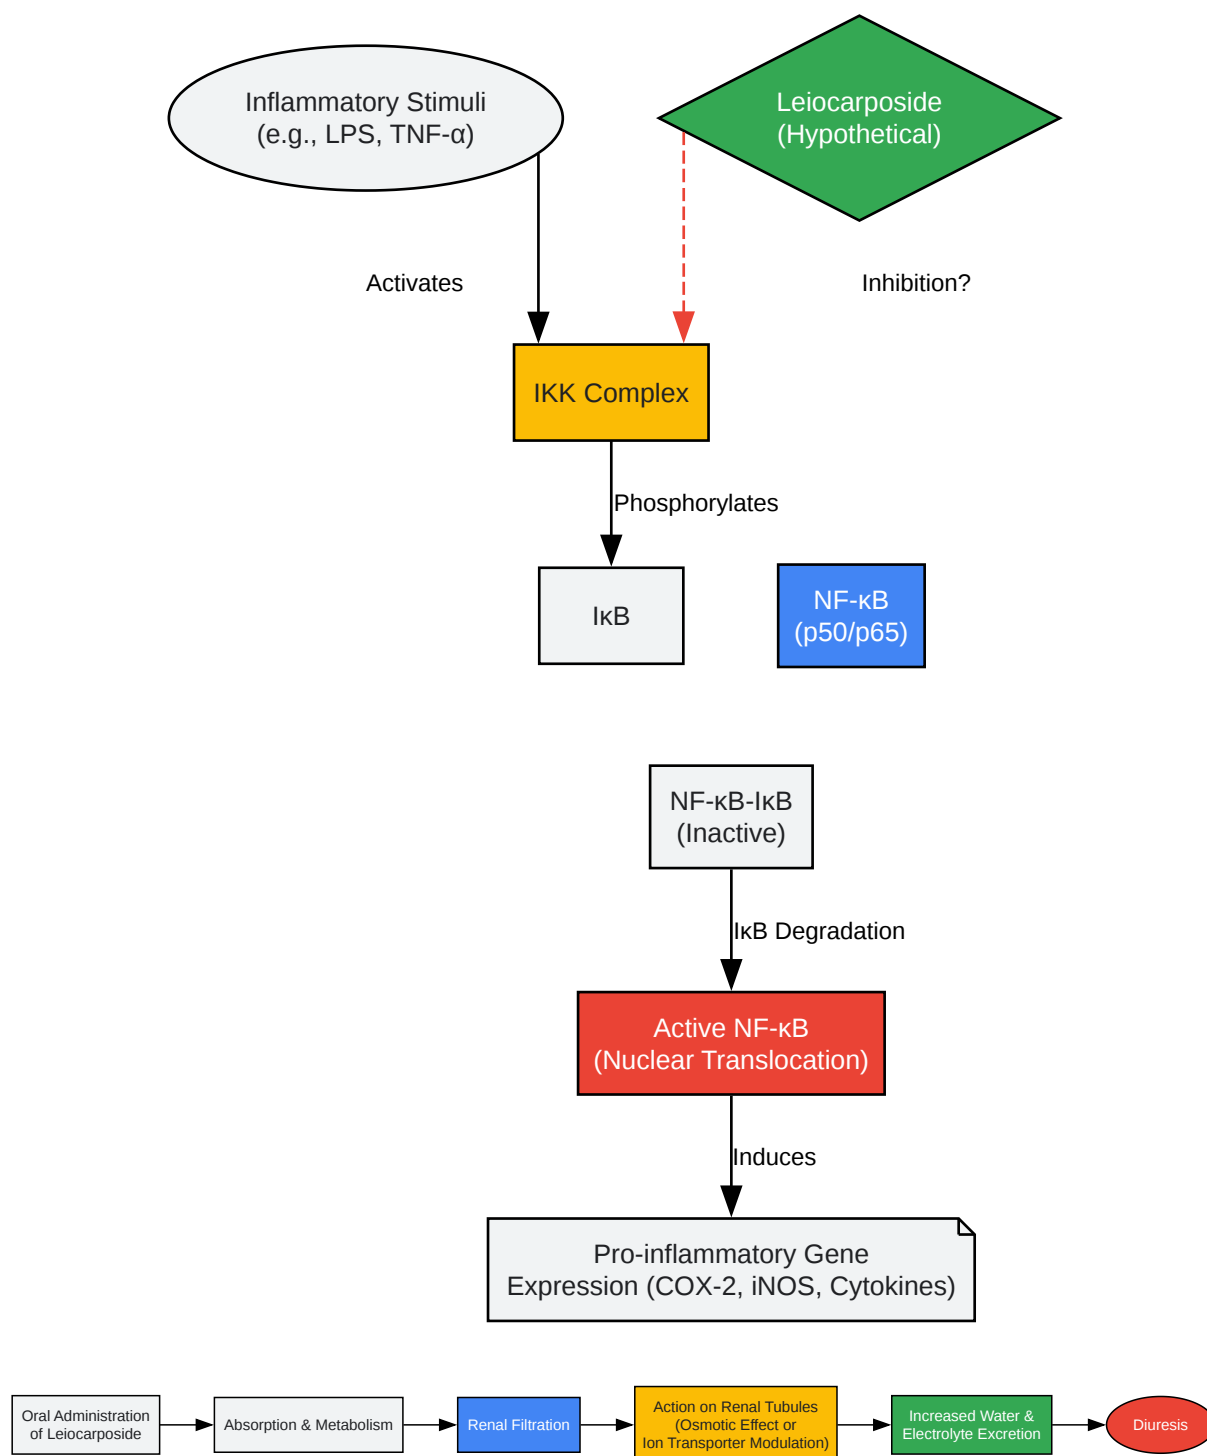 Inflammatory Stimuli
(e.g., LPS, TNF-α)
Leiocarposide
(Hypothetical)
Activates
Inhibition?
IKK Complex
Phosphorylates
IκB
NF-κB
(p50/p65)
NF-κB-IκB
(Inactive)
IκB Degradation
Active NF-κB
(Nuclear Translocation)
Induces
Pro-inflammatory Gene
Expression (COX-2, iNOS, Cytokines)
Oral Administration
of Leiocarposide
Absorption & Metabolism
Renal Filtration
Action on Renal Tubules
(Osmotic Effect or
Ion Transporter Modulation)
Increased Water &
Electrolyte Excretion
Diuresis